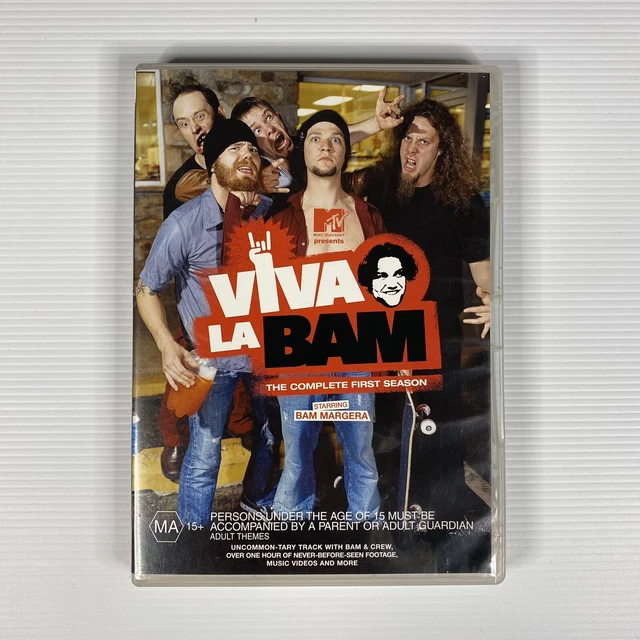 MTV
MUSIC TELEVISION
presents
VIVA
LA BAM
THE COMPLETE FIRST SEASON
STARRING
BAM MARGERA
MA 15+
PERSONS UNDER THE AGE OF 15 MUST BE
ACCOMPANIED BY A PARENT OR ADULT GUARDIAN
ADULT THEMES
UNCOMMON-TARY TRACK WITH BAM & CREW,
OVER ONE HOUR OF NEVER-BEFORE-SEEN FOOTAGE,
MUSIC VIDEOS AND MORE